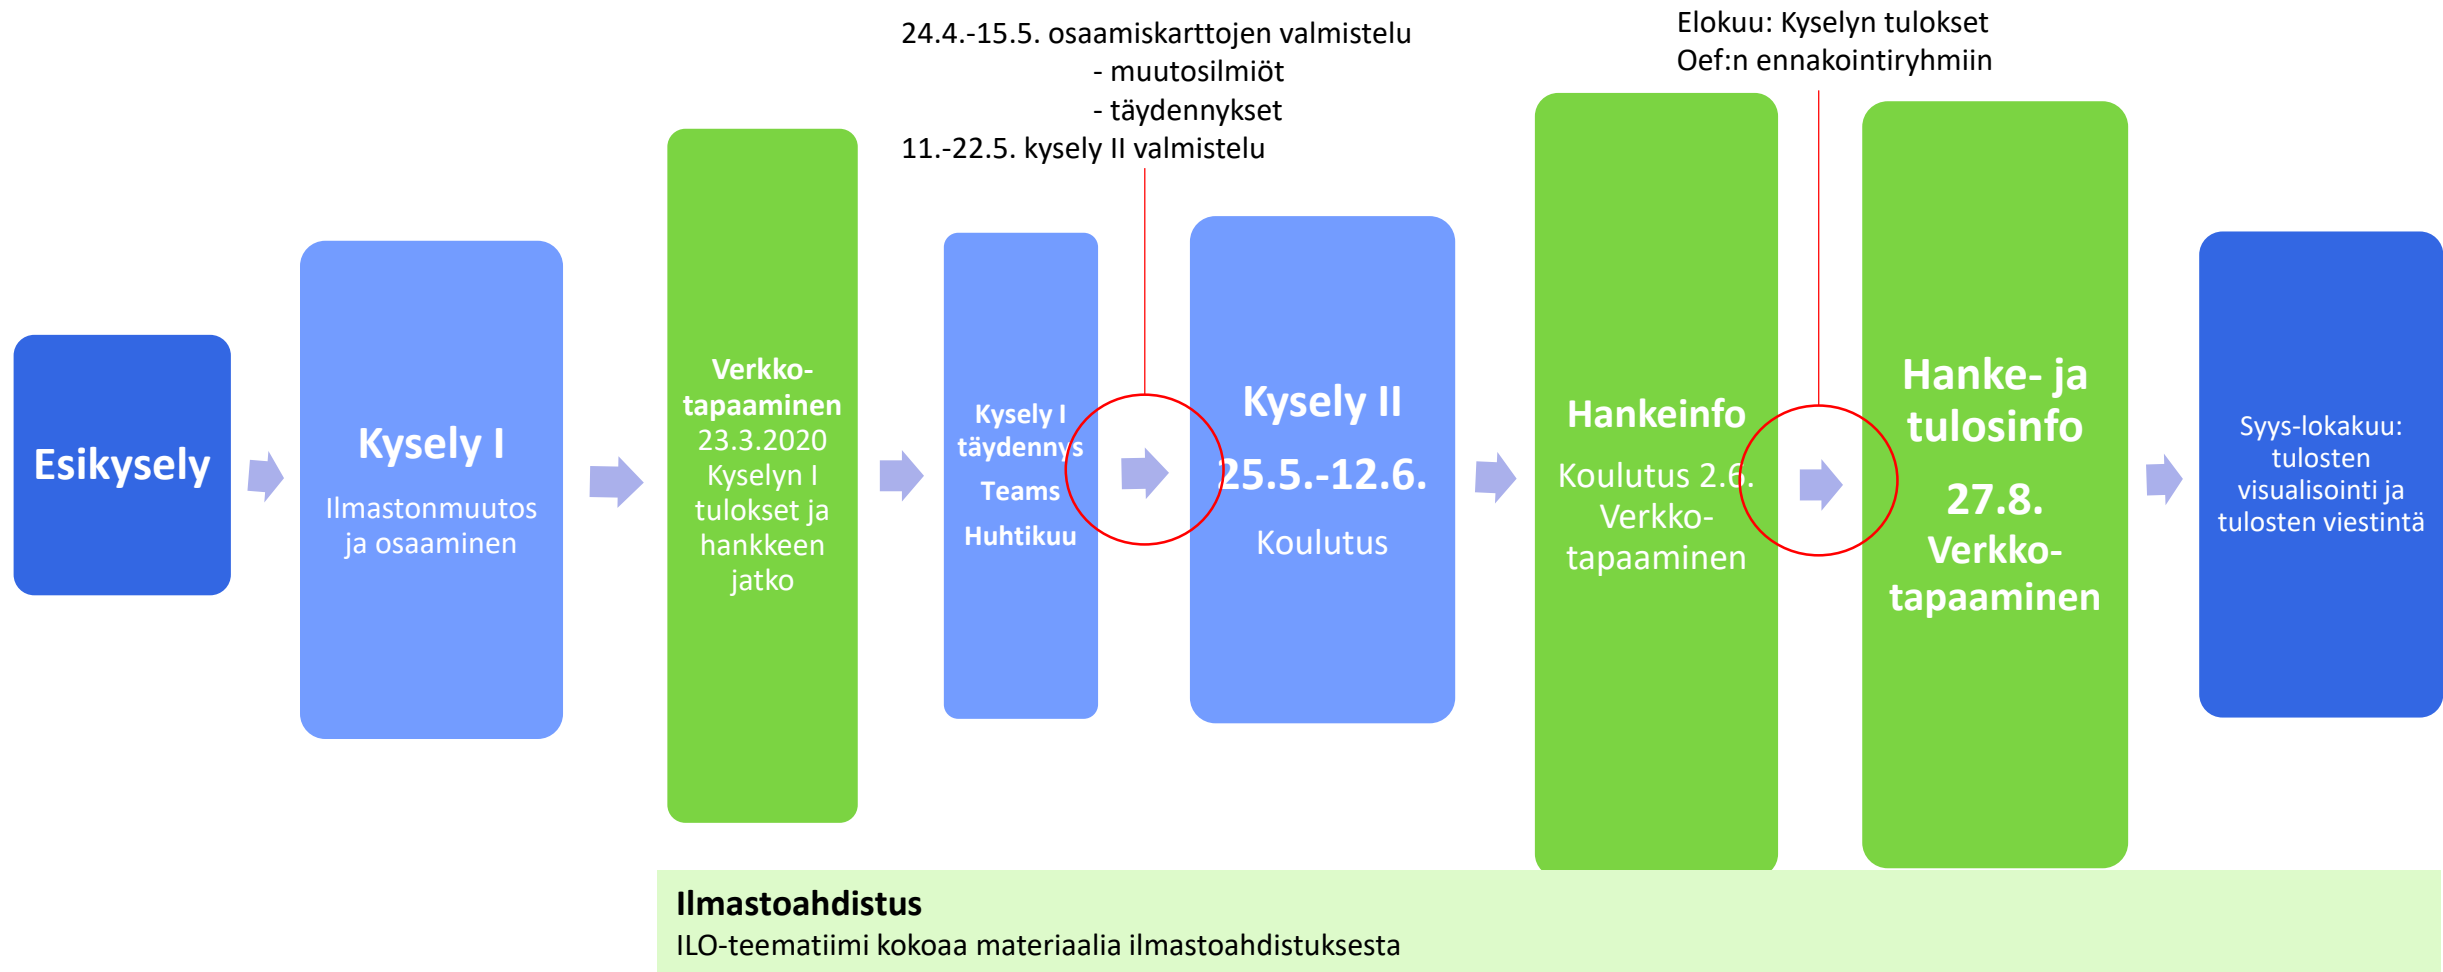 24.4.-15.5. osaamiskarttojen valmistelu
- muutosilmiöt
- täydennykset
11.-22.5. kysely II valmistelu
Elokuu: Kyselyn tulokset
Oef:n ennakointiryhmiin
Esikysely
Kysely I
Ilmastonmuutos
ja osaaminen
Verkko-
tapaaminen
23.3.2020
Kyselyn I
tulokset ja
hankkeen
jatko
Kysely I
täydennys
Teams
Huhtikuu
Kysely II
25.5.-12.6.
Koulutus
Hankeinfo
Koulutus 2.6.
Verkko-
tapaaminen
Hanke- ja
tulosinfo
27.8.
Verkko-
tapaaminen
Syys-lokakuu:
tulosten
visualisointi ja
tulosten viestintä
Ilmastoahdistus
ILO-teematiimi kokoaa materiaalia ilmastoahdistuksesta